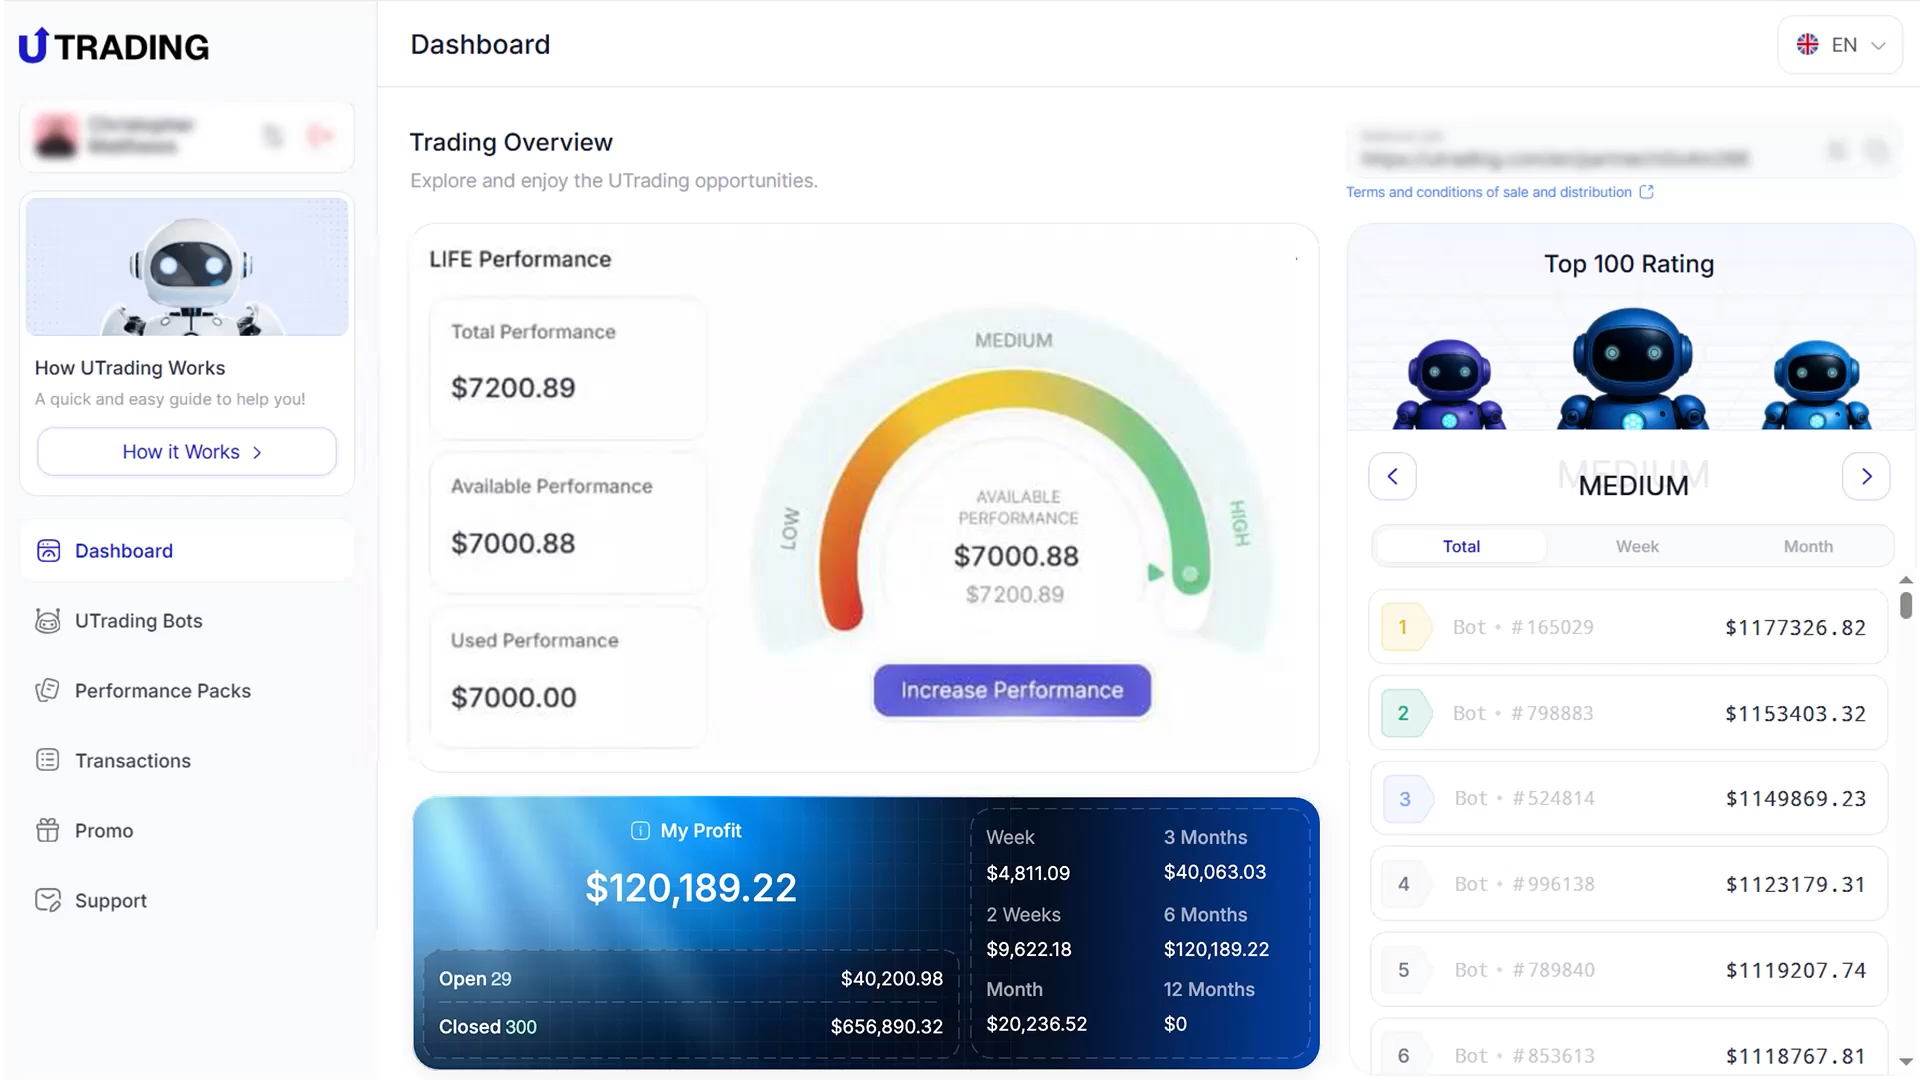 U TRADING
Dashboard
EN
How UTrading Works
A quick and easy guide to help you!
How it Works
Dashboard
UTrading Bots
Performance Packs
Transactions
Promo
Support
Trading Overview
Explore and enjoy the UTrading opportunities.
LIFE Performance
Total Performance
$7200.89
Available Performance
$7000.88
Used Performance
$7000.00
LOW
MEDIUM
HIGH
AVAILABLE
PERFORMANCE
$7000.88
$7200.89
Increase Performance
My Profit
$120,189.22
Open 29 $40,200.98
Closed 300 $656,890.32
Week
$4,811.09
2 Weeks
$9,622.18
Month
$20,236.52
3 Months
$40,063.03
6 Months
$120,189.22
12 Months
$0
Terms and conditions of sale and distribution
Top 100 Rating
MEDIUM
MEDIUM
Total Week Month
1 Bot • #165029 $1177326.82
2 Bot • #798883 $1153403.32
3 Bot • #524814 $1149869.23
4 Bot • #996138 $1123179.31
5 Bot • #789840 $1119207.74
6 Bot • #853613 $1118767.81